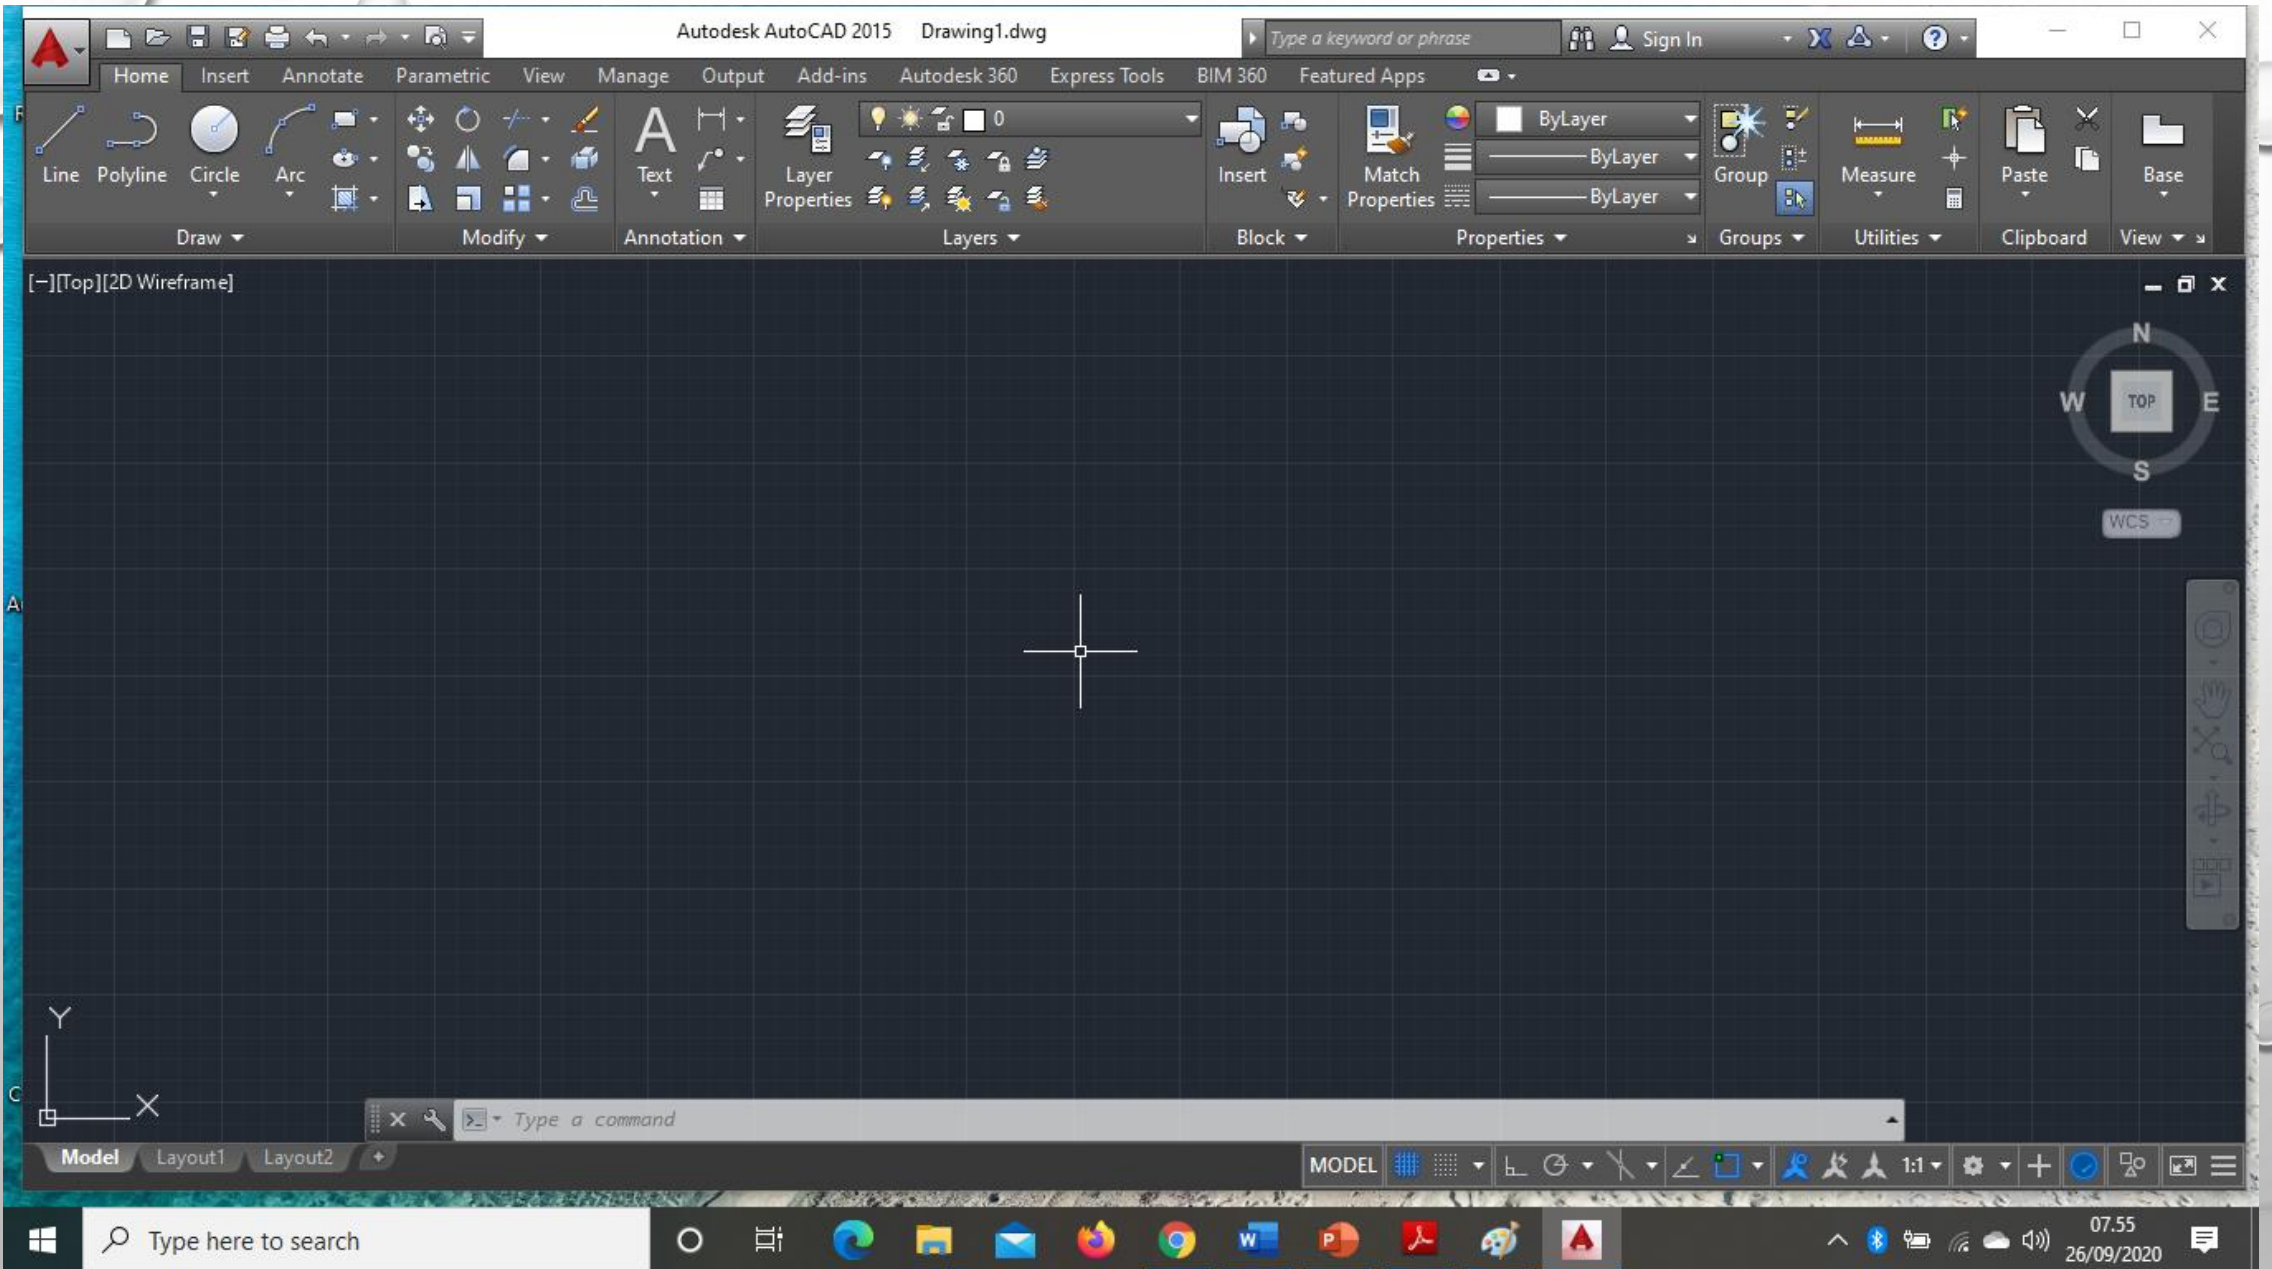 Autodesk AutoCAD 2015 Drawing1.dwg
Type a keyword or phrase
Sign In
Home Insert Annotate Parametric View Manage Output Add-ins Autodesk 360 Express Tools BIM 360 Featured Apps
Line Polyline Circle Arc
Text
Layer Properties
0
Insert
Match Properties
ByLayer
ByLayer
ByLayer
Group
Measure
Paste
Base
Draw Modify Annotation Layers Block Properties Groups Utilities Clipboard View
[−][Top][2D Wireframe]
N
W TOP E
S
WCS
Y
X
Type a command
Model Layout1 Layout2
MODEL 1:1
Type here to search
07.55
26/09/2020